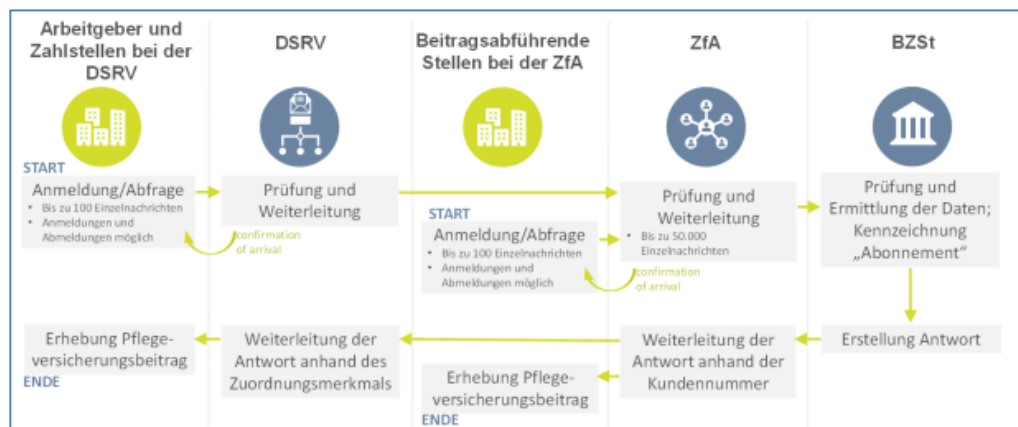 Arbeitgeber und
Zahlstellen bei der
DSRV
DSRV
Beitragsabführende
Stellen bei der ZfA
ZfA
BZSt
START
Anmeldung/Abfrage
• Bis zu 100 Einzelnachrichten
• Anmeldungen und
Abmeldungen möglich
Prüfung und
Weiterleitung
confirmation
of arrival
START
Anmeldung/Abfrage
• Bis zu 100 Einzelnachrichten
• Anmeldungen und
Abmeldungen möglich
Prüfung und
Weiterleitung
• Bis zu 50.000
Einzelnachrichten
confirmation
of arrival
Prüfung und
Ermittlung der Daten;
Kennzeichnung
„Abonnement“
Erhebung Pflege-
versicherungsbeitrag
ENDE
Weiterleitung der
Antwort anhand des
Zuordnungsmerkmals
Erhebung Pflege-
versicherungsbeitrag
ENDE
Weiterleitung der
Antwort anhand der
Kundennummer
Erstellung Antwort